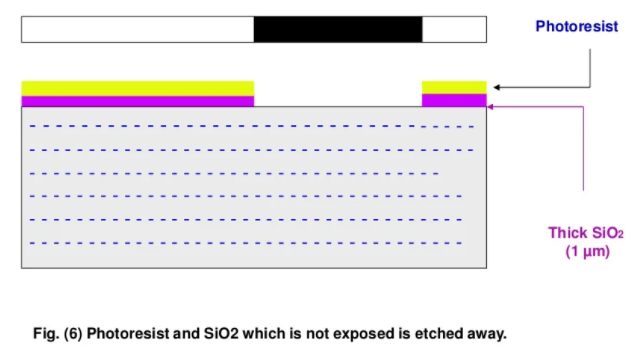 Photoresist
Thick SiO2
(1 µm)
Fig. (6) Photoresist and SiO2 which is not exposed is etched away.